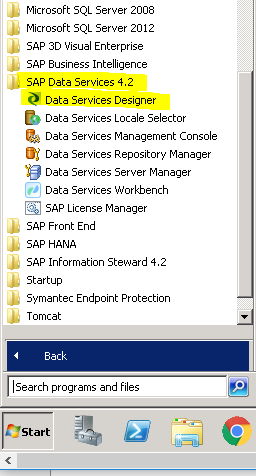 Microsoft SQL Server 2008
Microsoft SQL Server 2012
SAP 3D Visual Enterprise
SAP Business Intelligence
SAP Data Services 4.2
Data Services Designer
Data Services Locale Selector
Data Services Management Console
Data Services Repository Manager
Data Services Server Manager
Data Services Workbench
SAP License Manager
SAP Front End
SAP HANA
SAP Information Steward 4.2
Startup
Symantec Endpoint Protection
Tomcat
Back
Search programs and files
Start